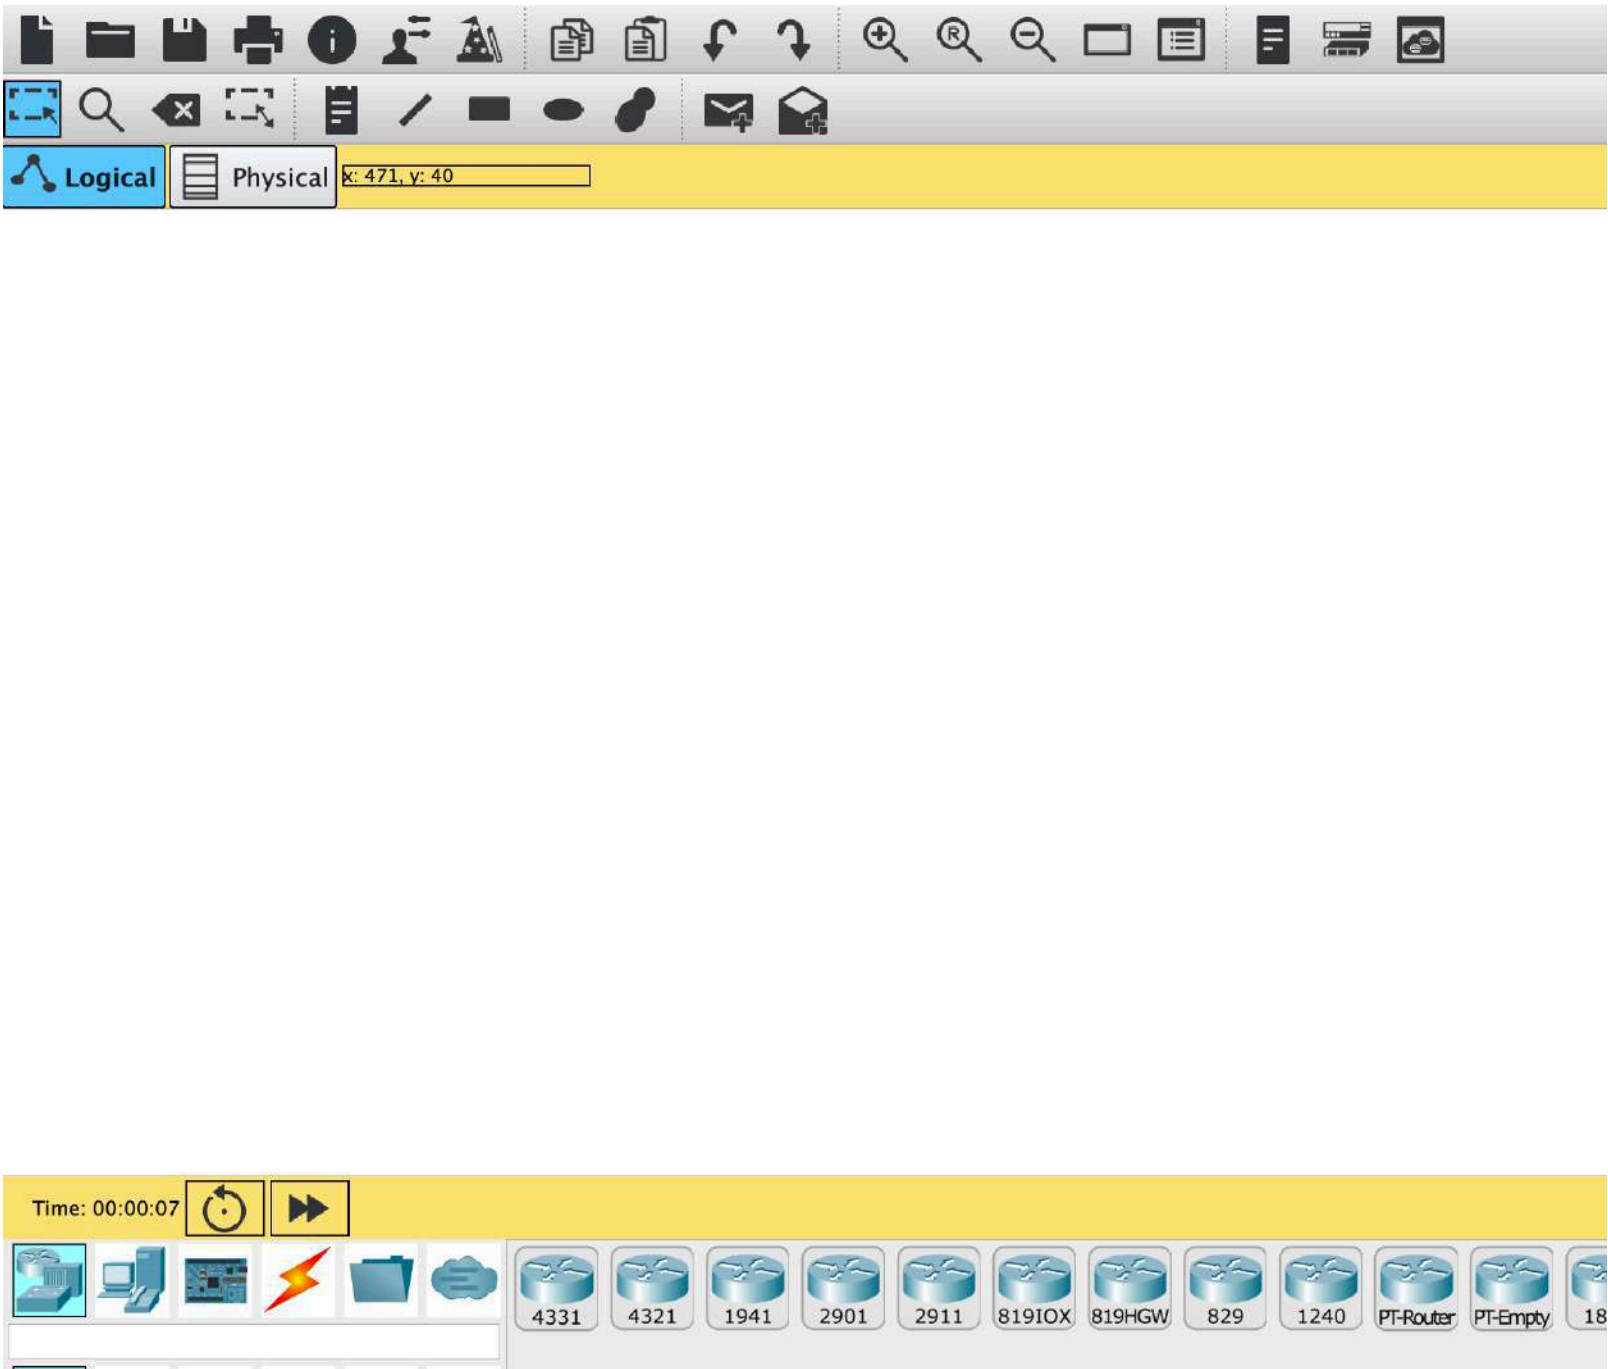 Logical
Physical
x: 471, y: 40
Time: 00:00:07
4331
4321
1941
2901
2911
819IOX
819HGW
829
1240
PT-Router
PT-Empty
18